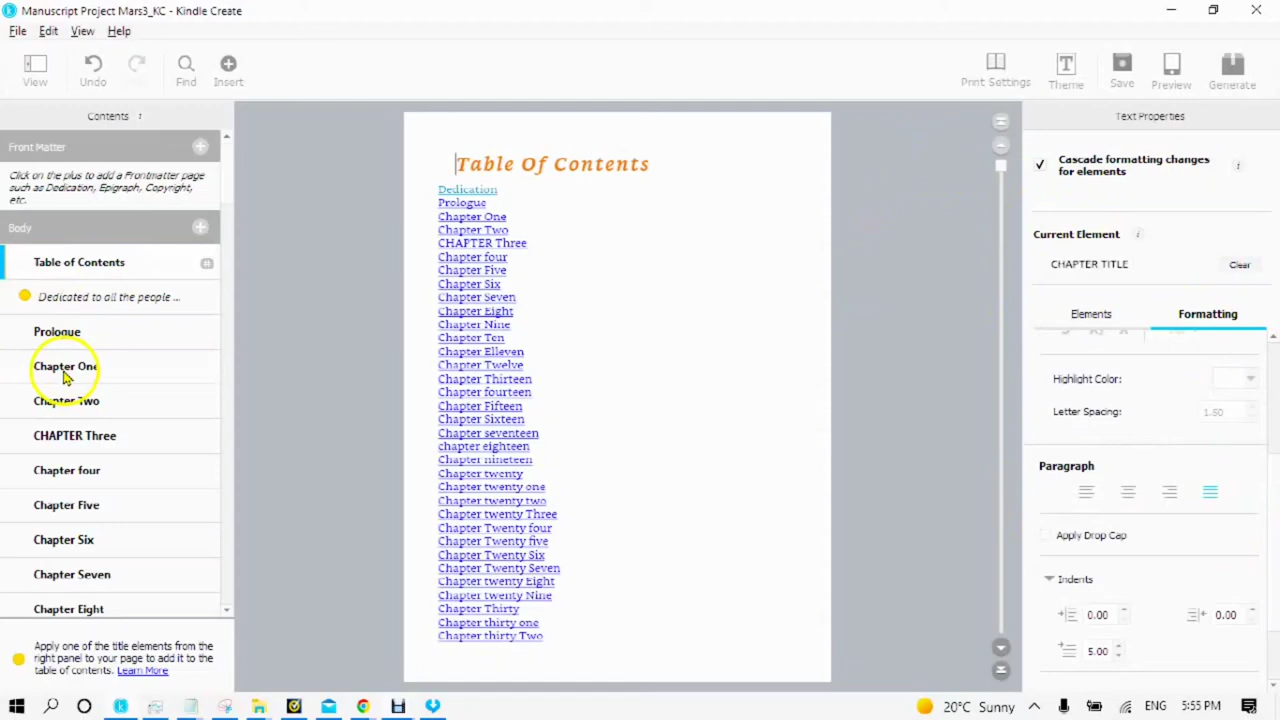 Manuscript Project Mars3_KC - Kindle Create
File Edit View Help
View Undo Find Insert Print Settings Theme Save Preview Generate
Contents
Front Matter
Click on the plus to add a Frontmatter page
such as Dedication, Epigraph, Copyright,
etc.
Body
Table of Contents
Dedicated to all the people ...
Prologue
Chapter One
Chapter Two
CHAPTER Three
Chapter four
Chapter Five
Chapter Six
Chapter Seven
Chapter Eight
Apply one of the title elements from the
right panel to your page to add it to the
table of contents. Learn More
Table Of Contents
Dedication
Prologue
Chapter One
Chapter Two
CHAPTER Three
Chapter four
Chapter Five
Chapter Six
Chapter Seven
Chapter Eight
Chapter Nine
Chapter Ten
Chapter Elleven
Chapter Twelve
Chapter Thirteen
Chapter fourteen
Chapter Fifteen
Chapter Sixteen
Chapter seventeen
chapter eighteen
Chapter nineteen
Chapter twenty
Chapter twenty one
Chapter twenty two
Chapter twenty Three
Chapter Twenty four
Chapter Twenty five
Chapter Twenty Six
Chapter Twenty Seven
Chapter twenty Eight
Chapter twenty Nine
Chapter Thirty
Chapter thirty one
Chapter thirty Two
Text Properties
Cascade formatting changes
for elements
Current Element
CHAPTER TITLE Clear
Elements Formatting
Highlight Color:
Letter Spacing: 1.50
Paragraph
Apply Drop Cap
Indents
0.00 0.00
5.00
20°C Sunny ENG 5:55 PM